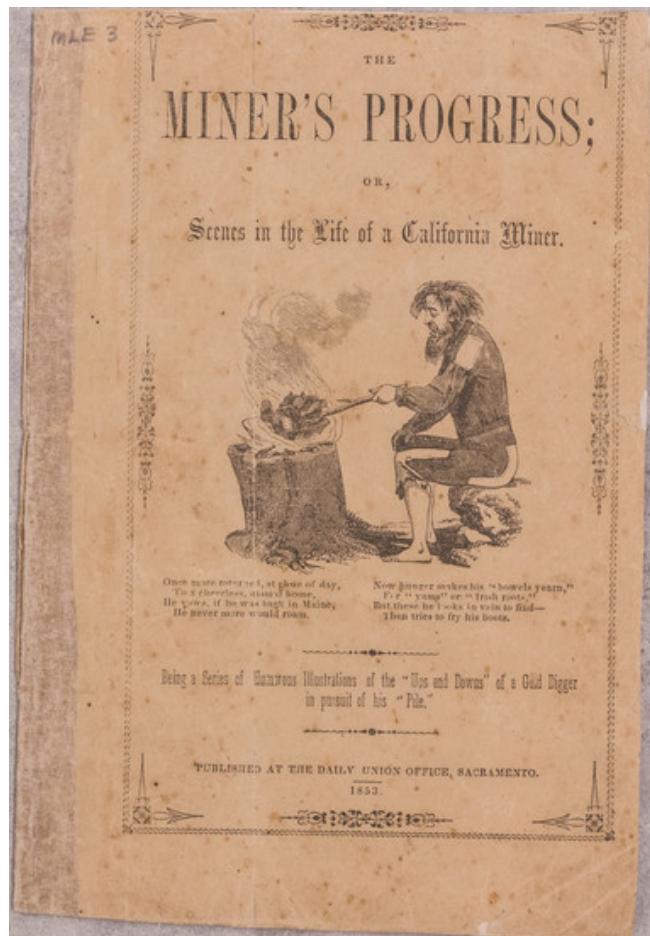 MLE 3
THE
MINER'S PROGRESS;
OR,
Scenes in the Life of a California Miner.
Once more returned, at close of day,
To a cheerless, dismal home,
He vows, if he was back in Maine,
He never more would roam.
Now hunger makes his "bowels yearn,"
For "yams" or "Irish roots,"
But these he looks in vain to find—
Then tries to fry his boots.
Being a Series of Humorous Illustrations of the "Ups and Downs" of a Gold Digger
in pursuit of his "Pile."
PUBLISHED AT THE DAILY UNION OFFICE, SACRAMENTO.
1853.